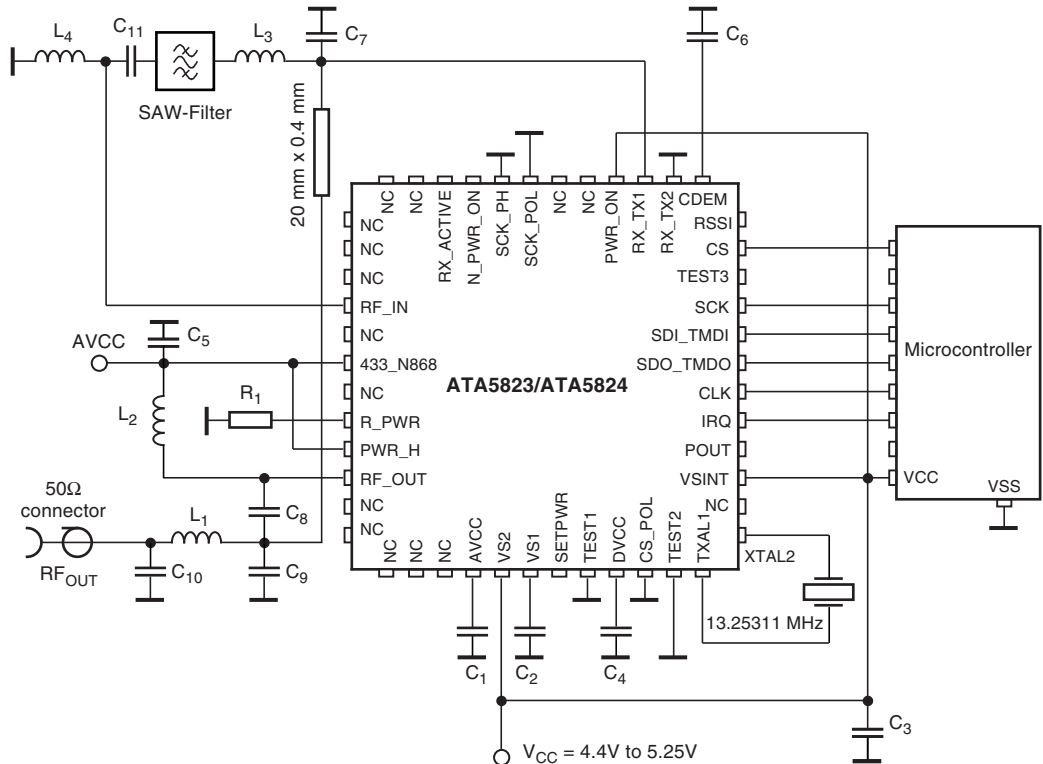 L4
C11
L3
C7
C6
SAW-Filter
20 mm x 0.4 mm
NC
NC
RX_ACTIVE
N_PWR_ON
SCK_PH
SCK_POL
NC
NC
PWR_ON
RX_TX1
RX_TX2
CDEM
NC
NC
NC
RF_IN
NC
433_N868
NC
R_PWR
PWR_H
RF_OUT
NC
NC
RSSI
CS
TEST3
SCK
SDI_TMDI
SDO_TMDO
CLK
IRQ
POUT
VSINT
NC
XTAL2
ATA5823/ATA5824
NC
NC
NC
AVCC
VS2
VS1
SETPWR
TEST1
DVCC
CS_POL
TEST2
TXAL1
Microcontroller
VCC
VSS
AVCC
C5
L2
R1
50Ω
connector
RFOUT
L1
C8
C10
C9
13.25311 MHz
C1
C2
C4
C3
VCC = 4.4V to 5.25V